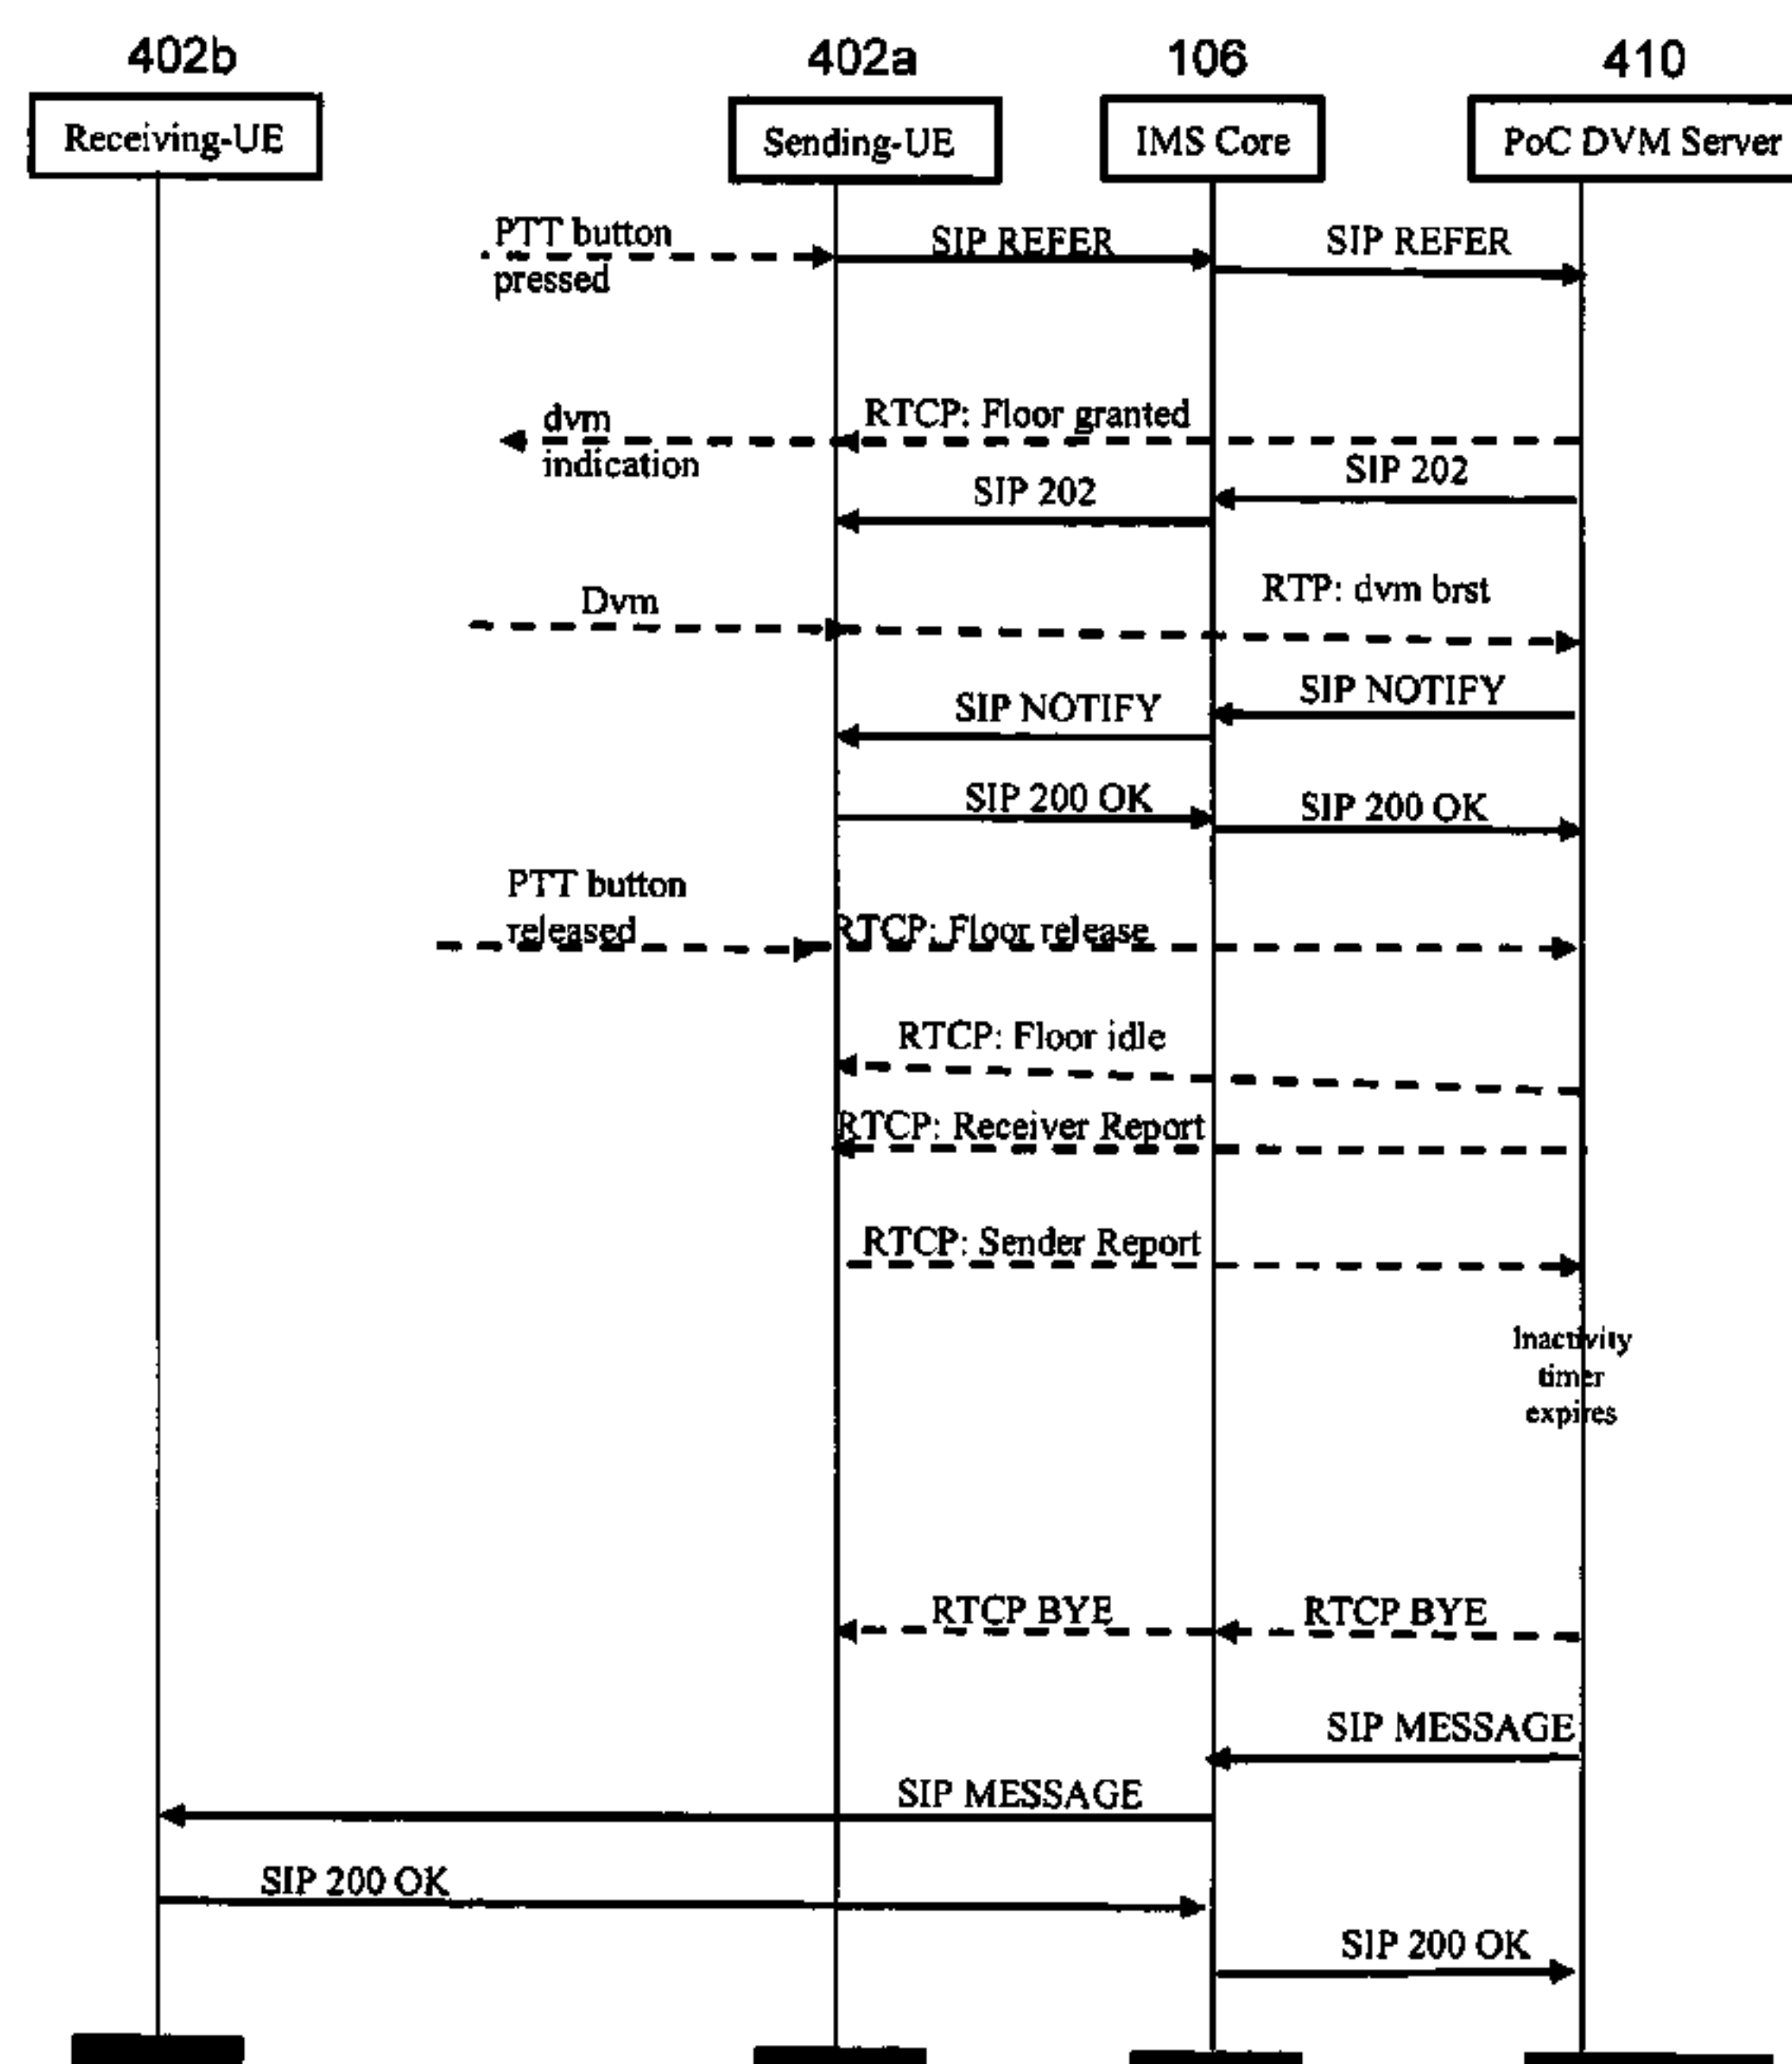 402b
402a
106
410
Receiving-UE
Sending-UE
IMS Core
PoC DVM Server
PTT button
pressed
SIP REFER
SIP REFER
dvm
indication
RTCP: Floor granted
SIP 202
SIP 202
Dvm
RTP: dvm brst
SIP NOTIFY
SIP NOTIFY
SIP 200 OK
SIP 200 OK
PTT button
released
RTCP: Floor release
RTCP: Floor idle
RTCP: Receiver Report
RTCP: Sender Report
Inactivity
timer
expires
RTCP BYE
RTCP BYE
SIP MESSAGE
SIP MESSAGE
SIP 200 OK
SIP 200 OK